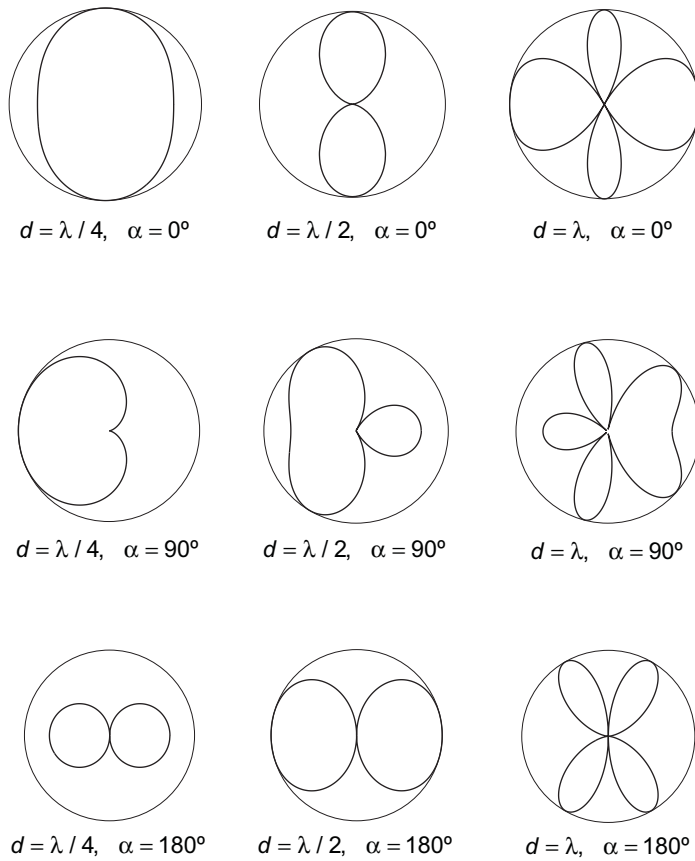 d = λ / 4, α = 0º d = λ / 2, α = 0º d = λ, α = 0º
d = λ / 4, α = 90º d = λ / 2, α = 90º d = λ, α = 90º
d = λ / 4, α = 180º d = λ / 2, α = 180º d = λ, α = 180º